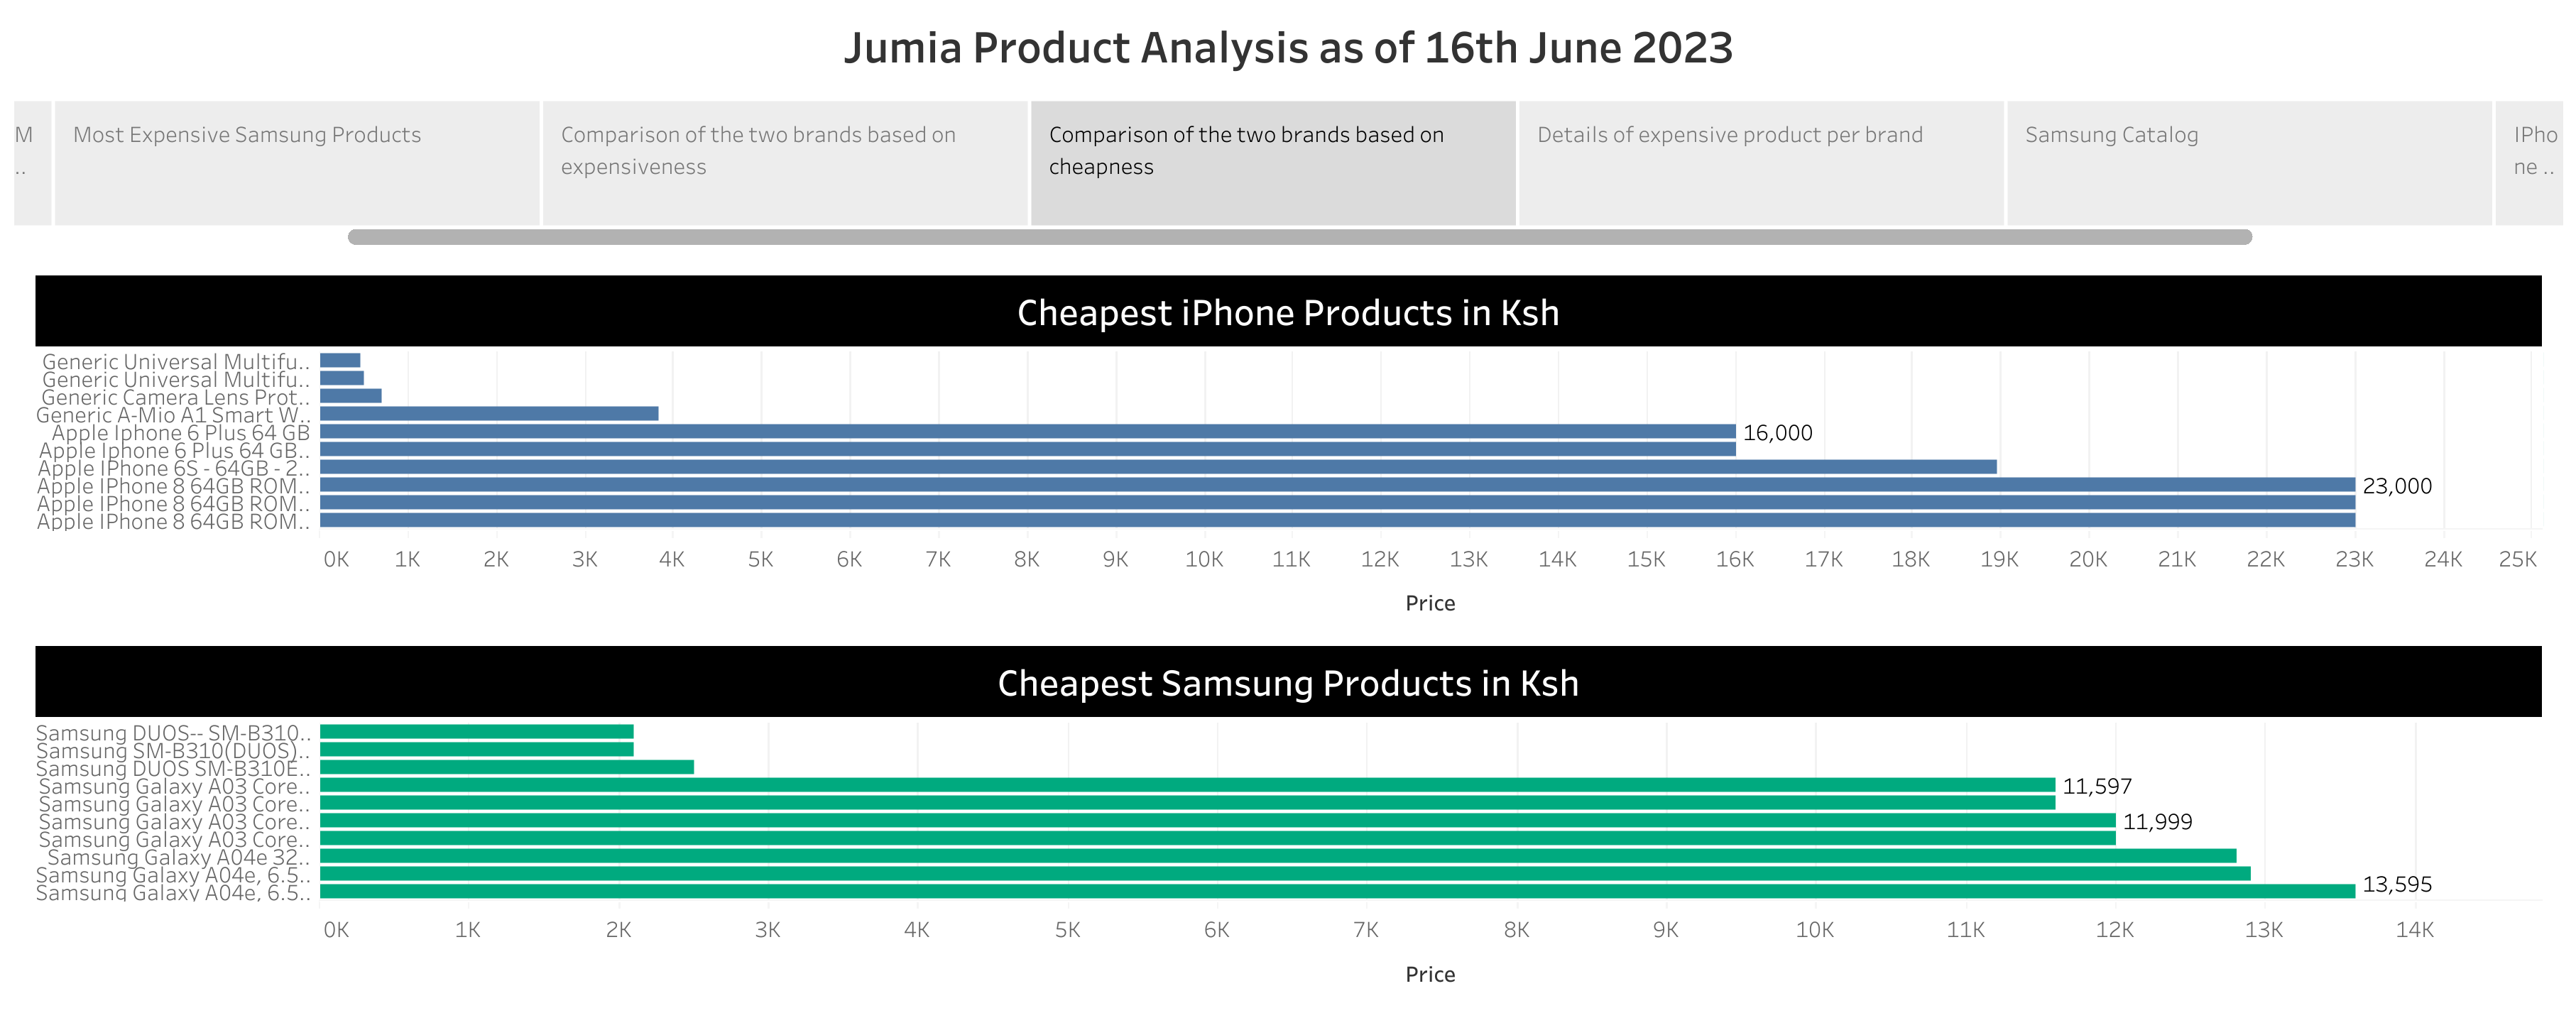 Jumia Product Analysis as of 16th June 2023
M
..
Most Expensive Samsung Products
Comparison of the two brands based on
expensiveness
Comparison of the two brands based on
cheapness
Details of expensive product per brand
Samsung Catalog
IPho
ne ..
Cheapest iPhone Products in Ksh
Generic Universal Multifu..
Generic Universal Multifu..
Generic Camera Lens Prot..
Generic A-Mio A1 Smart W..
Apple Iphone 6 Plus 64 GB 16,000
Apple Iphone 6 Plus 64 GB..
Apple IPhone 6S - 64GB - 2..
Apple IPhone 8 64GB ROM.. 23,000
Apple IPhone 8 64GB ROM..
Apple IPhone 8 64GB ROM..
0K 1K 2K 3K 4K 5K 6K 7K 8K 9K 10K 11K 12K 13K 14K 15K 16K 17K 18K 19K 20K 21K 22K 23K 24K 25K
Price
Cheapest Samsung Products in Ksh
Samsung DUOS-- SM-B310..
Samsung SM-B310(DUOS)..
Samsung DUOS SM-B310E..
Samsung Galaxy A03 Core.. 11,597
Samsung Galaxy A03 Core..
Samsung Galaxy A03 Core.. 11,999
Samsung Galaxy A03 Core..
Samsung Galaxy A04e 32..
Samsung Galaxy A04e, 6.5..
Samsung Galaxy A04e, 6.5.. 13,595
0K 1K 2K 3K 4K 5K 6K 7K 8K 9K 10K 11K 12K 13K 14K
Price